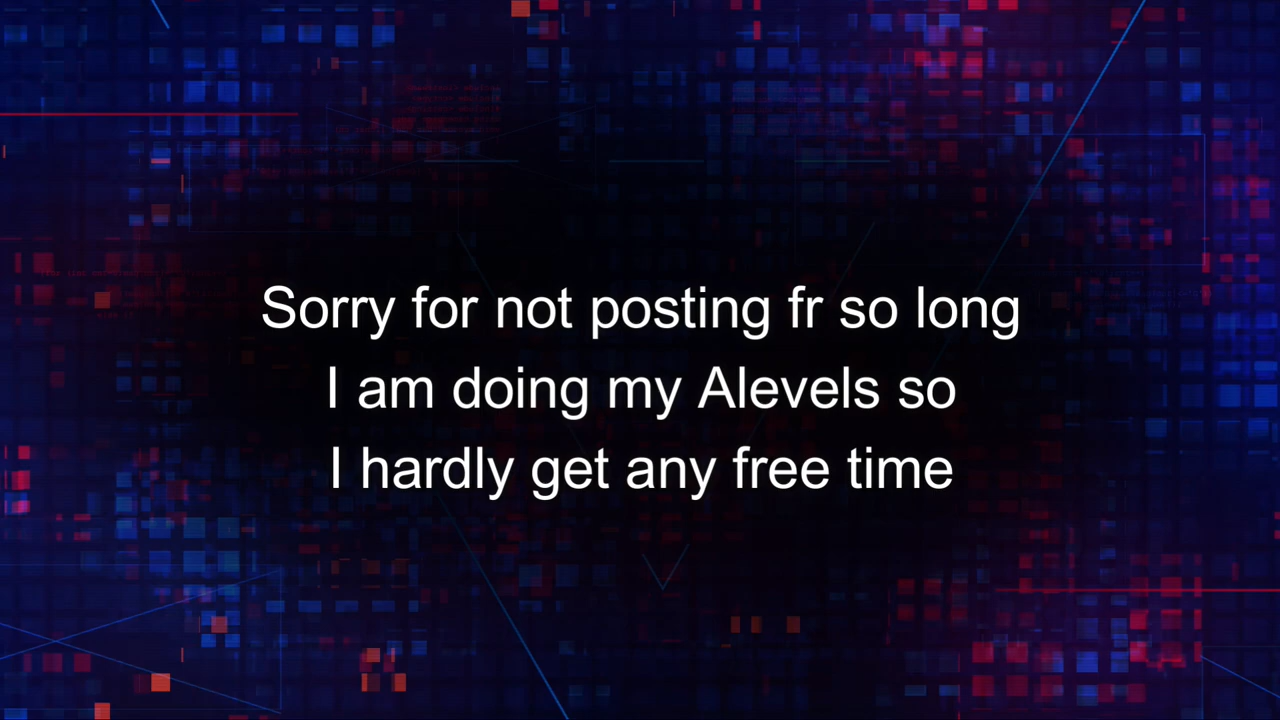 Sorry for not posting fr so long
I am doing my Alevels so
I hardly get any free time